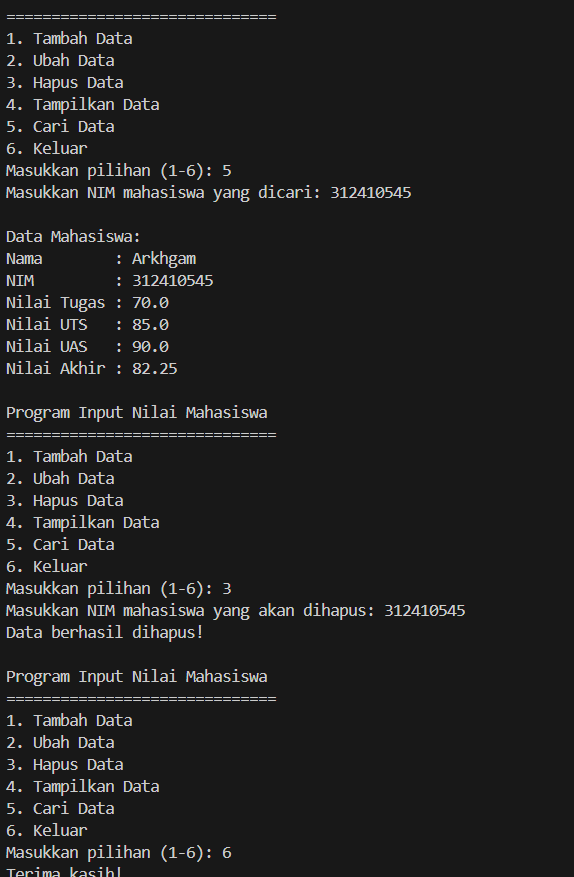 ==============================
1. Tambah Data
2. Ubah Data
3. Hapus Data
4. Tampilkan Data
5. Cari Data
6. Keluar
Masukkan pilihan (1-6): 5
Masukkan NIM mahasiswa yang dicari: 312410545

Data Mahasiswa:
Nama        : Arkhgam
NIM         : 312410545
Nilai Tugas : 70.0
Nilai UTS   : 85.0
Nilai UAS   : 90.0
Nilai Akhir : 82.25

Program Input Nilai Mahasiswa
==============================
1. Tambah Data
2. Ubah Data
3. Hapus Data
4. Tampilkan Data
5. Cari Data
6. Keluar
Masukkan pilihan (1-6): 3
Masukkan NIM mahasiswa yang akan dihapus: 312410545
Data berhasil dihapus!

Program Input Nilai Mahasiswa
==============================
1. Tambah Data
2. Ubah Data
3. Hapus Data
4. Tampilkan Data
5. Cari Data
6. Keluar
Masukkan pilihan (1-6): 6
Terima kasih!